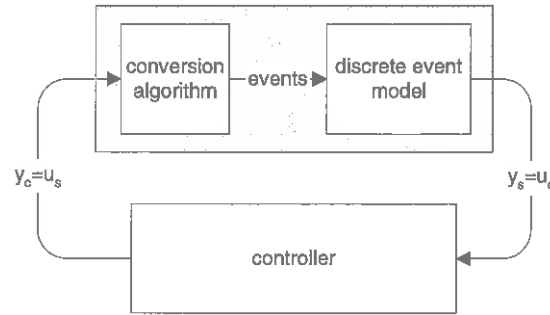 conversion
algorithm
events
discrete event
model
y_c=u_s
y_s=u_c
controller